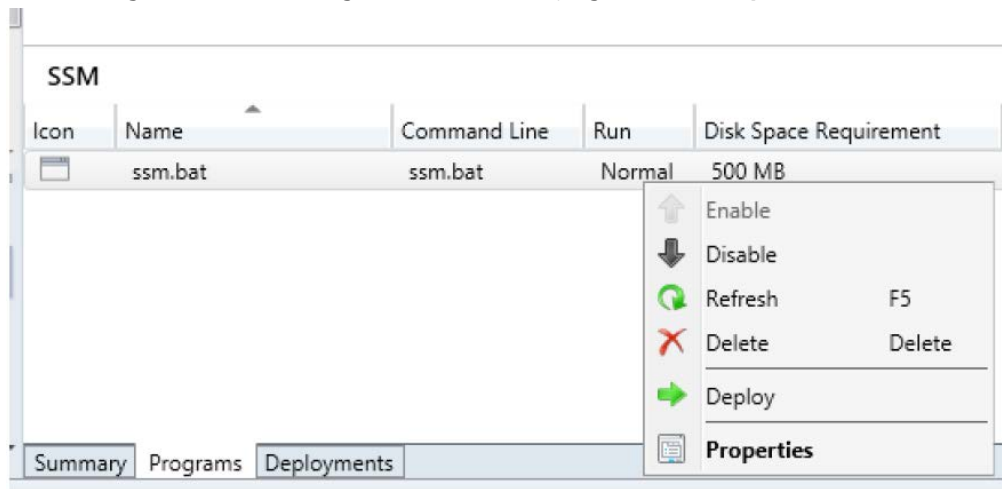 SSM
Icon Name Command Line Run Disk Space Requirement
ssm.bat ssm.bat Normal 500 MB
Enable
Disable
Refresh F5
Delete Delete
Deploy
Properties
Summary Programs Deployments